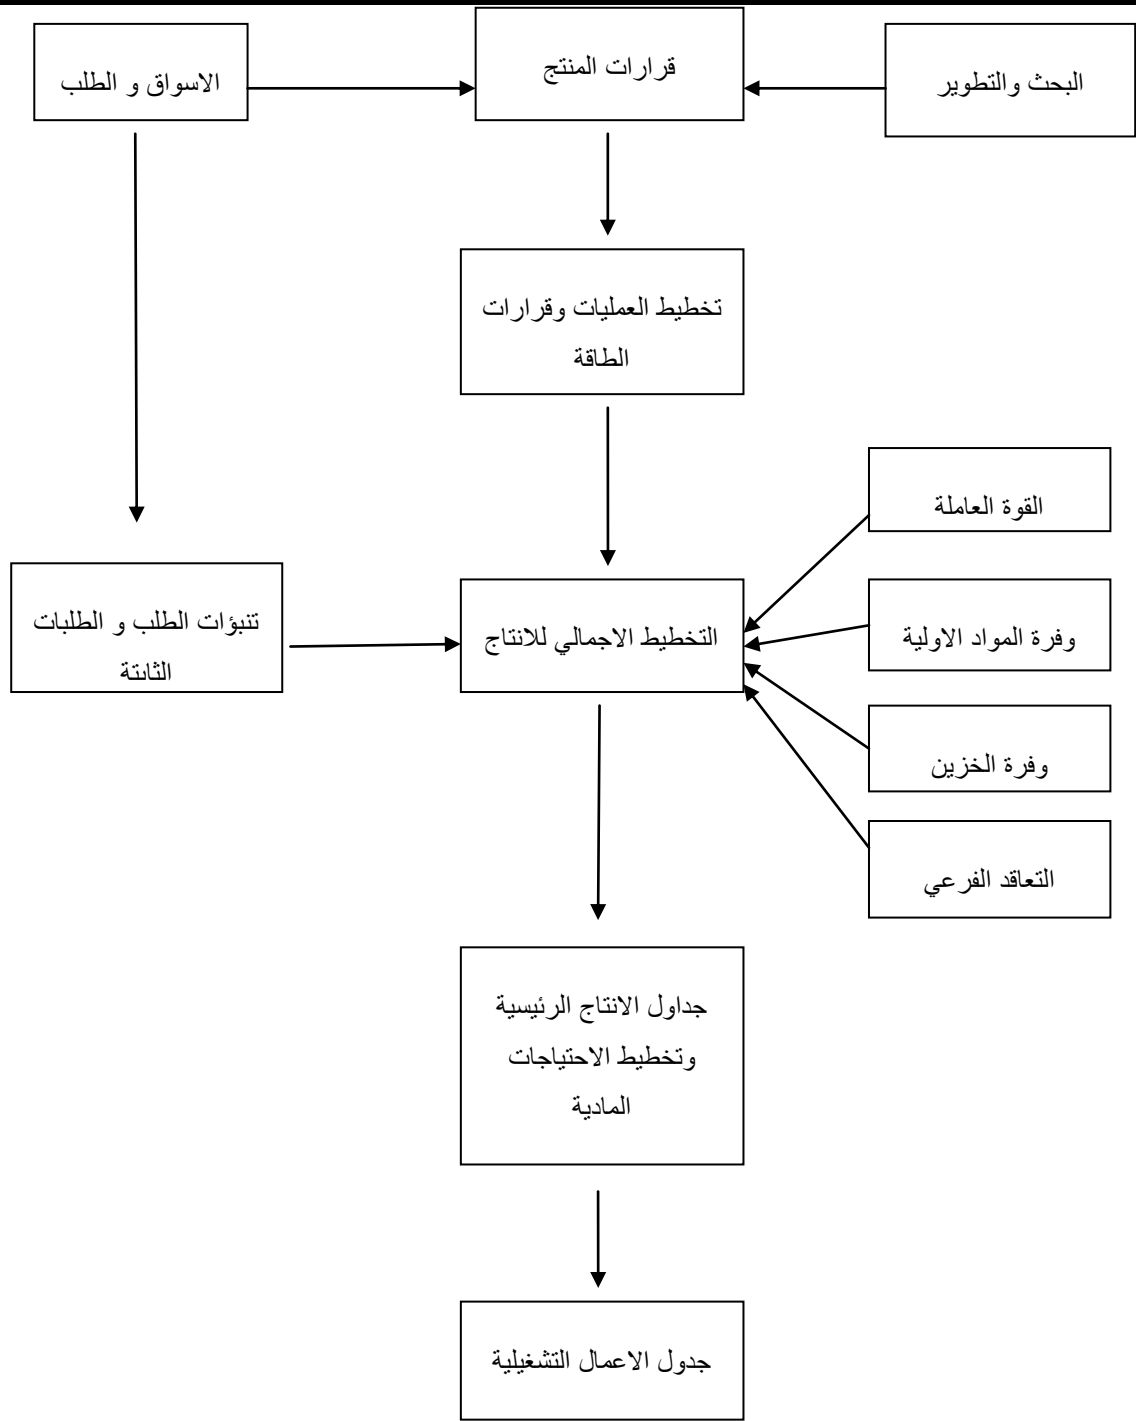 البحث والتطوير
قرارات المنتج
الاسواق و الطلب
تخطيط العمليات وقرارات
الطاقة
القوة العاملة
وفرة المواد الاولية
التخطيط الاجمالي للانتاج
تنبؤات الطلب و الطلبات
الثابتة
وفرة الخزين
التعاقد الفرعي
جداول الانتاج الرئيسية
وتخطيط الاحتياجات
المادية
جدول الاعمال التشغيلية